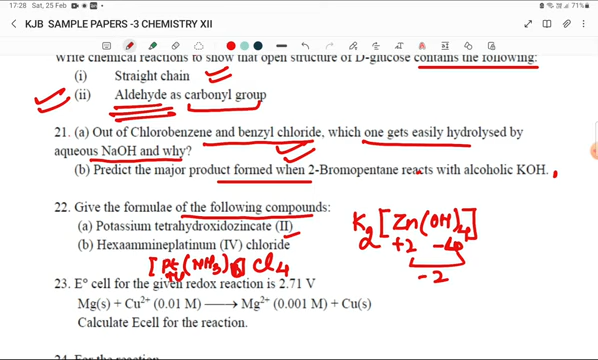 17:28 Sat, 25 Feb
71%
KJB SAMPLE PAPERS -3 CHEMISTRY XII
Write chemical reactions to show that open structure of D-glucose contains the following:
(i) Straight chain
(ii) Aldehyde as carbonyl group
21. (a) Out of Chlorobenzene and benzyl chloride, which one gets easily hydrolysed by
aqueous NaOH and why?
(b) Predict the major product formed when 2-Bromopentane reacts with alcoholic KOH.
22. Give the formulae of the following compounds:
(a) Potassium tetrahydroxidozincate (II)
K2[Zn(OH)4]
+2 -4
-2
(b) Hexaammineplatinum (IV) chloride
[Pt(NH3)6]Cl4
23. E° cell for the given redox reaction is 2.71 V
Mg(s) + Cu2+ (0.01 M) ⟶ Mg2+ (0.001 M) + Cu(s)
Calculate Ecell for the reaction.
24. For the reaction